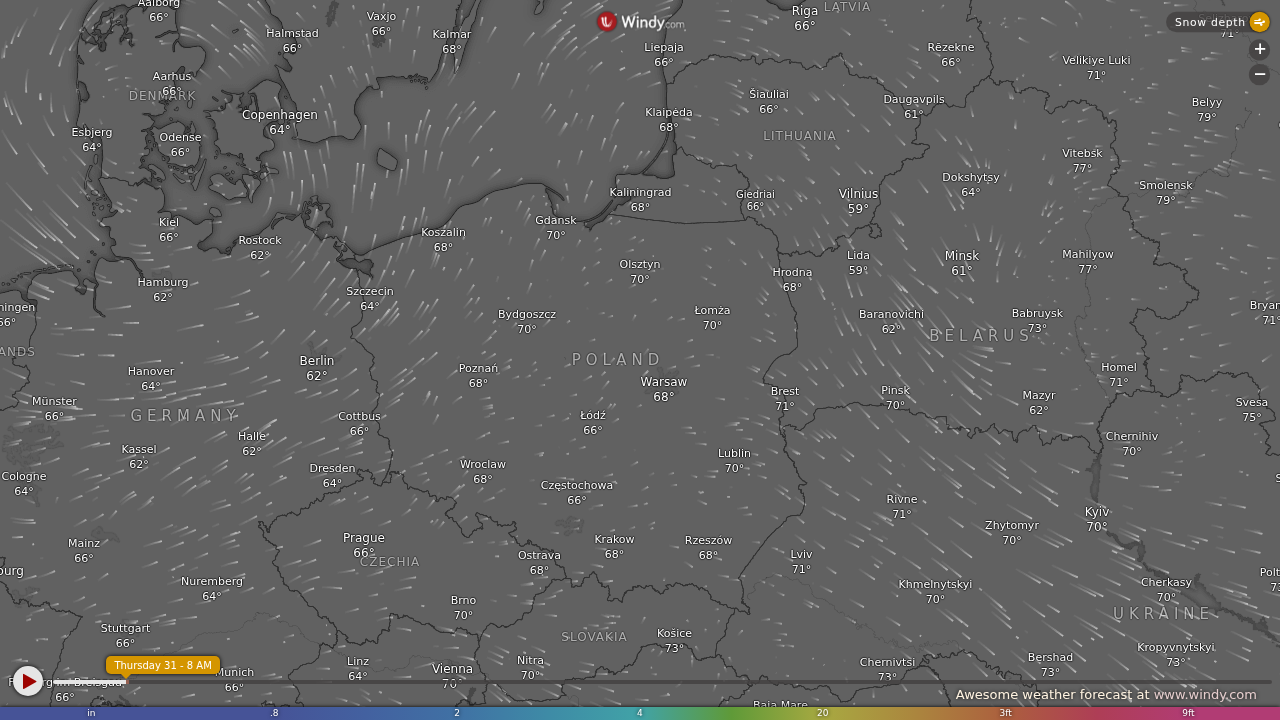 Aalborg
66°
Vaxjo
66°
Riga
66°
LATVIA
Windy.com
Snow depth
71°
Halmstad
66°
Kalmar
68°
Liepaja
66°
Rēzekne
66°
Velikiye Luki
71°
+
−
Aarhus
66°
DENMARK
Copenhagen
64°
Klaipėda
68°
Šiauliai
66°
Daugavpils
61°
Belyy
79°
Esbjerg
64°
Odense
66°
LITHUANIA
Vitebsk
77°
Kaliningrad
68°
Giedriai
66°
Vilnius
59°
Dokshytsy
64°
Smolensk
79°
Kiel
66°
Rostock
62°
Koszalin
68°
Gdansk
70°
Olsztyn
70°
Hrodna
68°
Lida
59°
Minsk
61°
Mahilyow
77°
Hamburg
62°
Szczecin
64°
ningen
66°
Bydgoszcz
70°
Łomża
70°
Baranovichi
62°
Babruysk
73°
Bryan
71°
BELARUS
ANDS
Hanover
64°
Berlin
62°
Poznań
68°
POLAND
Warsaw
68°
Brest
71°
Pinsk
70°
Homel
71°
Mazyr
62°
Münster
66°
GERMANY
Cottbus
66°
Łódź
66°
Svesa
75°
Kassel
62°
Halle
62°
Chernihiv
70°
Cologne
64°
Dresden
64°
Wroclaw
68°
Częstochowa
66°
Lublin
70°
Rivne
71°
Zhytomyr
70°
Kyiv
70°
Mainz
66°
Prague
66°
CZECHIA
Ostrava
68°
Krakow
68°
Rzeszów
68°
Lviv
71°
burg
Nuremberg
64°
Brno
70°
Khmelnytskyi
70°
Cherkasy
70°
UKRAINE
Stuttgart
66°
SLOVAKIA
Košice
73°
Kropyvnytskyi
73°
Thursday 31 - 8 AM
Munich
66°
Linz
64°
Vienna
70°
Nitra
70°
Chernivtsi
73°
Bershad
73°
66°
Baia Mare
Awesome weather forecast at www.windy.com
in .8 2 4 20 3ft 9ft